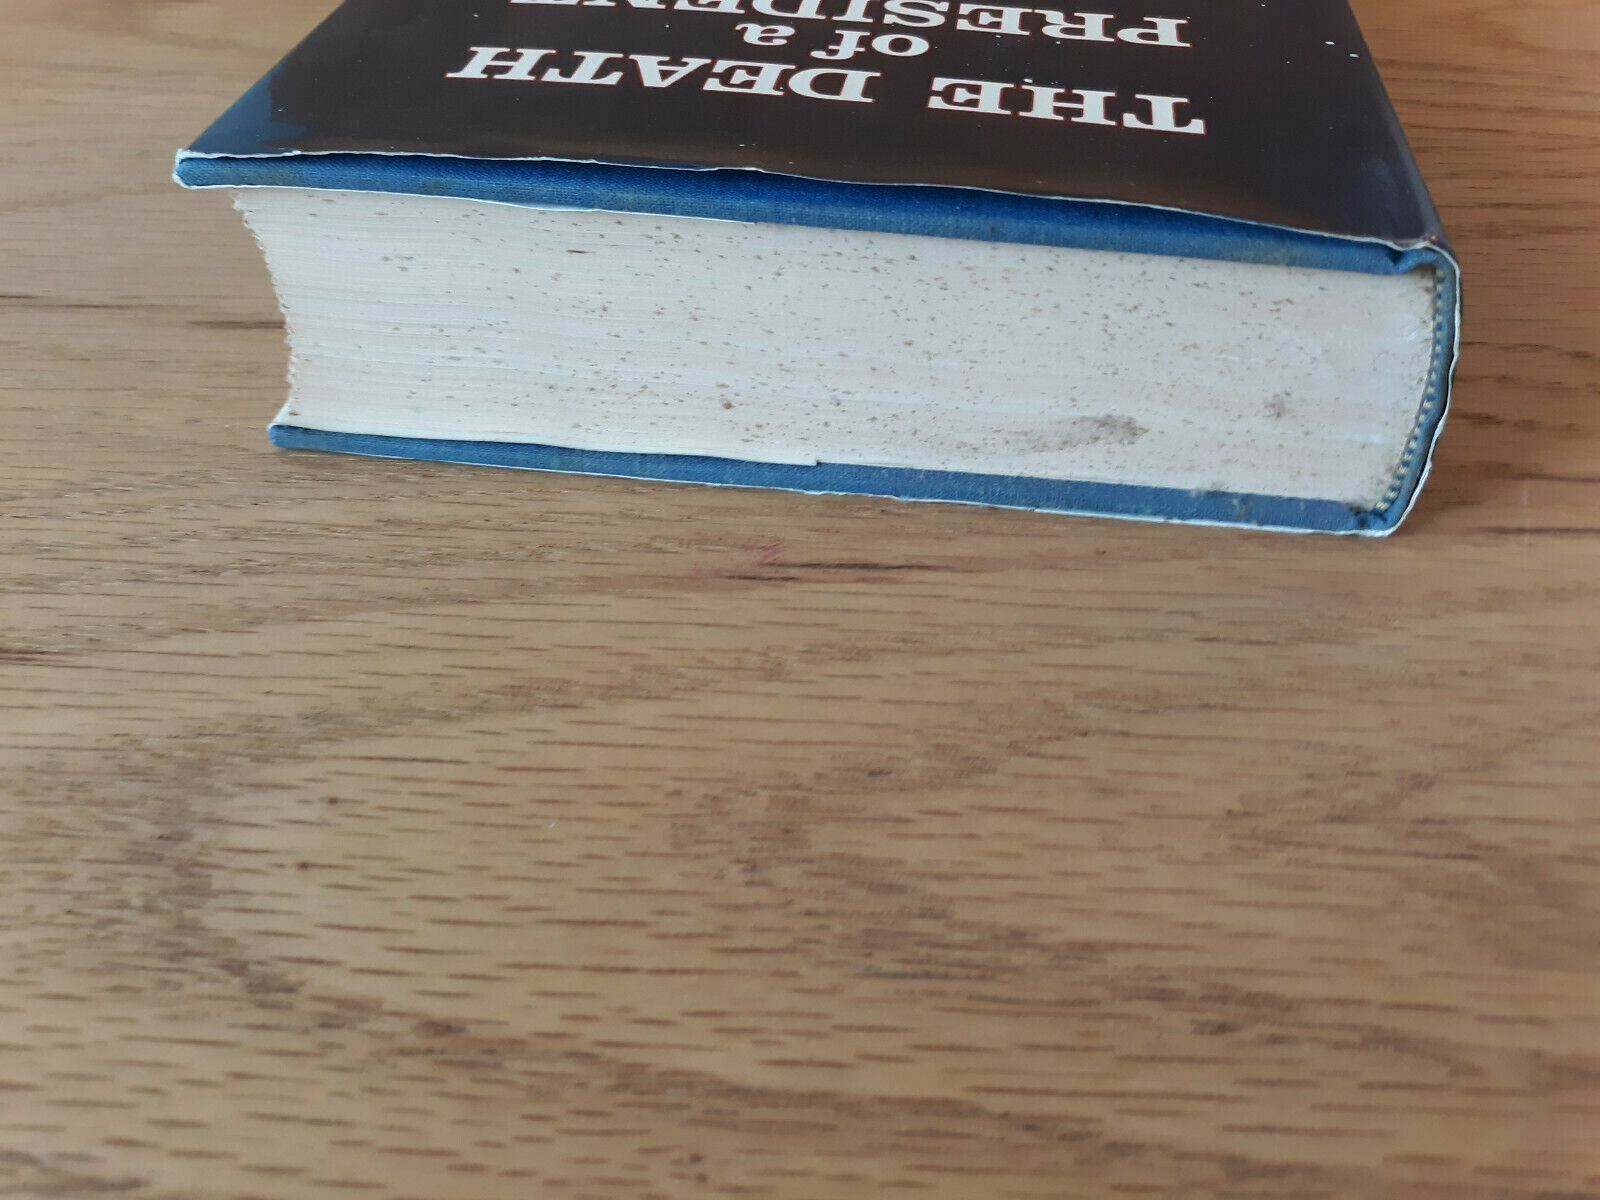 THE DEATH
of a
PRESIDENT